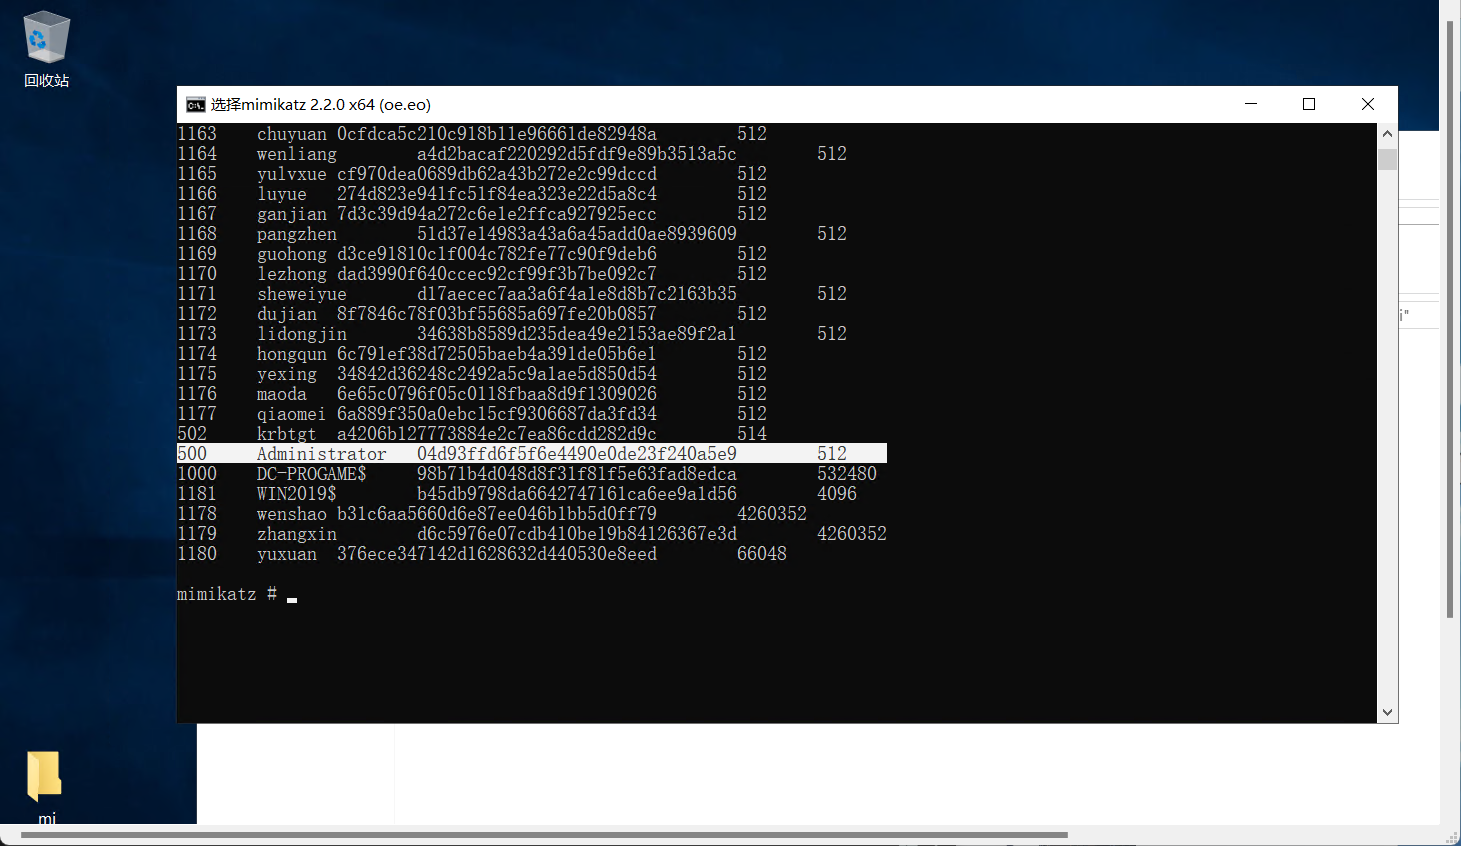 回收站
选择mimikatz 2.2.0 x64 (oe.eo)
1163 chuyuan 0cfdca5c210c918b11e96661de82948a 512
1164 wenliang a4d2bacaf220292d5fdf9e89b3513a5c 512
1165 yulvxue cf970dea0689db62a43b272e2c99dccd 512
1166 luyue 274d823e941fc51f84ea323e22d5a8c4 512
1167 ganjian 7d3c39d94a272c6e1e2ffca927925ecc 512
1168 pangzhen 51d37e14983a43a6a45add0ae8939609 512
1169 guohong d3ce91810c1f004c782fe77c90f9deb6 512
1170 lezhong dad3990f640ccec92cf99f3b7be092c7 512
1171 sheweiyue d17aecec7aa3a6f4a1e8d8b7c2163b35 512
1172 dujian 8f7846c78f03bf55685a697fe20b0857 512
1173 lidongjin 34638b8589d235dea49e2153ae89f2a1 512
1174 hongqun 6c791ef38d72505baeb4a391de05b6e1 512
1175 yexing 34842d36248c2492a5c9a1ae5d850d54 512
1176 maoda 6e65c0796f05c0118fbaa8d9f1309026 512
1177 qiaomei 6a889f350a0ebc15cf9306687da3fd34 512
502 krbtgt a4206b127773884e2c7ea86cdd282d9c 514
500 Administrator 04d93ffd6f5f6e4490e0de23f240a5e9 512
1000 DC-PROGAME$ 98b71b4d048d8f31f81f5e63fad8edca 532480
1181 WIN2019$ b45db9798da6642747161ca6ee9a1d56 4096
1178 wenshao b31c6aa5660d6e87ee046b1bb5d0ff79 4260352
1179 zhangxin d6c5976e07cdb410be19b84126367e3d 4260352
1180 yuxuan 376ece347142d1628632d440530e8eed 66048
mimikatz #
i"
mi